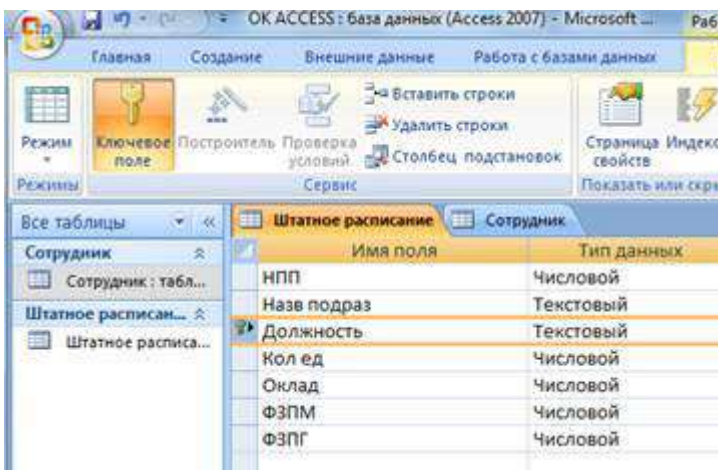 OK ACCESS : база данных (Access 2007) - Microsoft ... Раб
Главная Создание Внешние данные Работа с базами данных
Режим
Ключевое поле
Построитель
Проверка условий
Вставить строки
Удалить строки
Столбец подстановок
Страница свойств
Индекс
Режимы Сервис Показать или скр
Все таблицы
Штатное расписание Сотрудник
Сотрудник
Сотрудник : табл...
Штатное расписан...
Штатное расписа...
Имя поля Тип данных
НПП Числовой
Назв подраз Текстовый
Должность Текстовый
Кол ед Числовой
Оклад Числовой
ФЗПМ Числовой
ФЗПГ Числовой